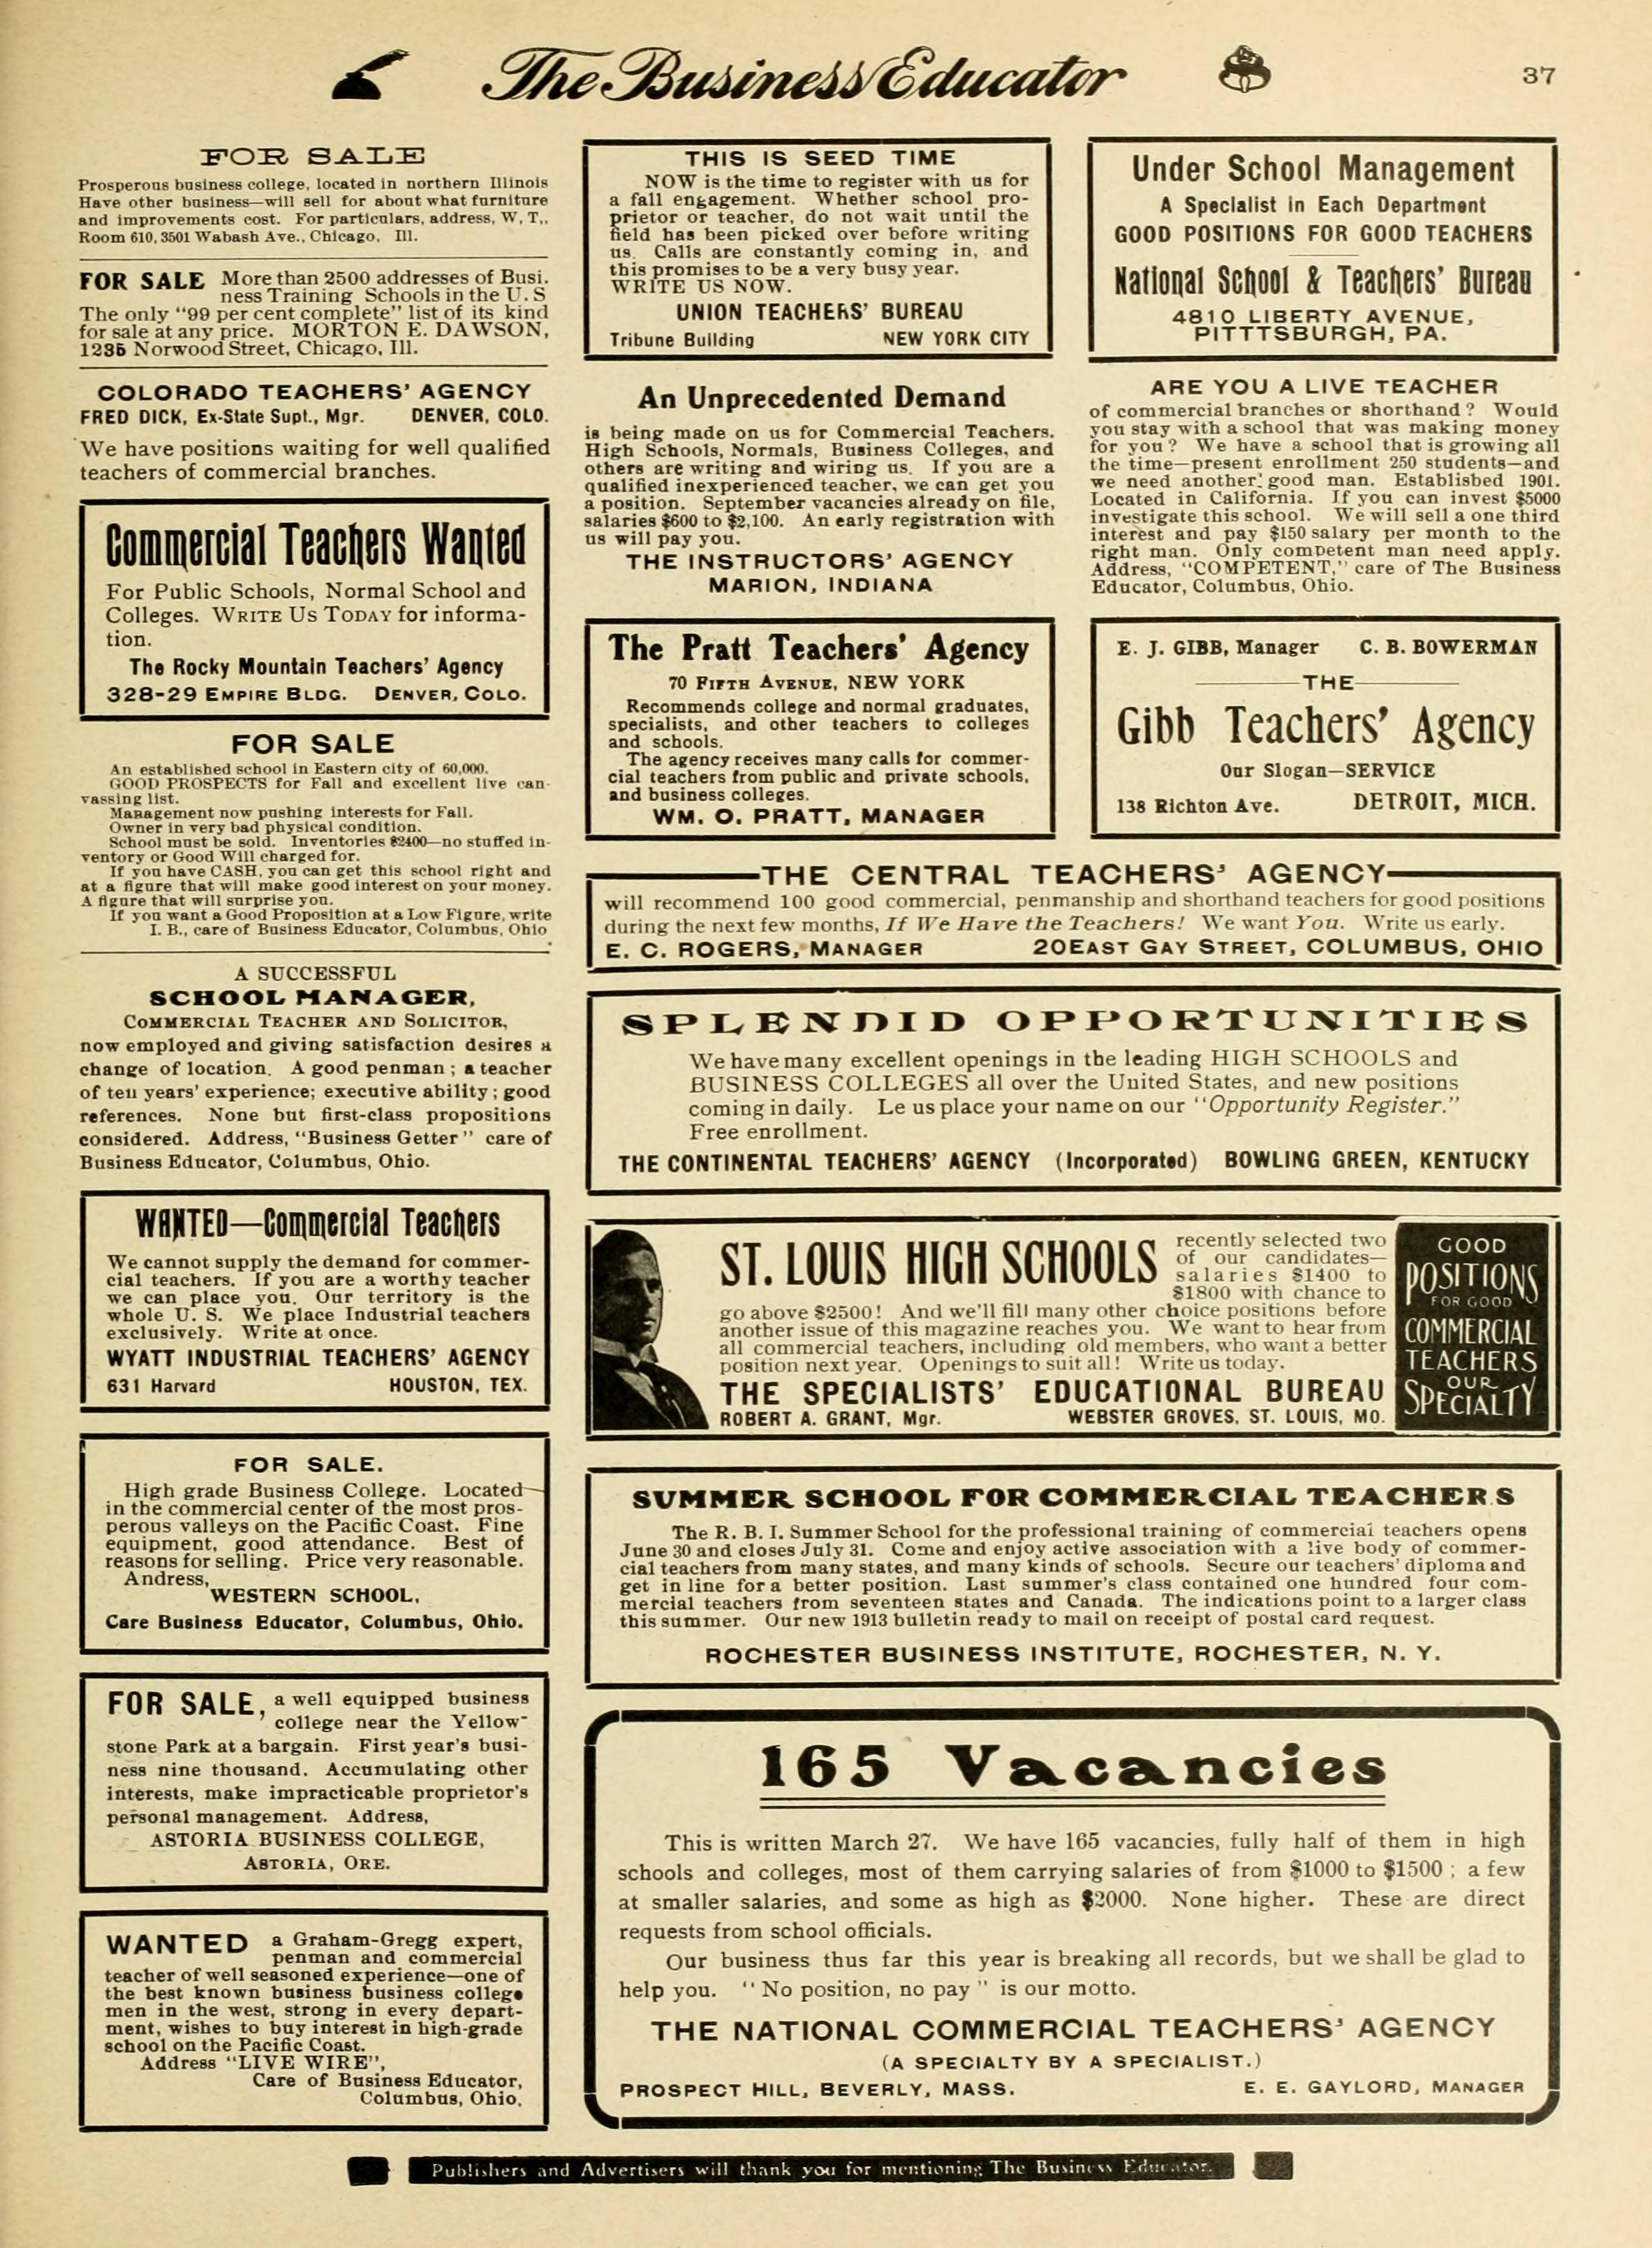 The Business Educator
37
FOR SALE
Prosperous business college, located in northern Illinois
Have other business—will sell for about what furniture
and improvements cost. For particulars, address, W, T.,
Room 610, 3501 Wabash Ave., Chicago, Ill.
FOR SALE More than 2500 addresses of Busi.
ness Training Schools in the U. S
The only "99 per cent complete" list of its kind
for sale at any price. MORTON E. DAWSON,
1235 Norwood Street, Chicago, Ill.
COLORADO TEACHERS' AGENCY
FRED DICK, Ex-State Supt., Mgr. DENVER, COLO.
We have positions waiting for well qualified
teachers of commercial branches.
Commercial Teachers Wanted
For Public Schools, Normal School and
Colleges. WRITE US TODAY for informa-
tion.
The Rocky Mountain Teachers' Agency
328-29 EMPIRE BLDG. DENVER, COLO.
FOR SALE
An established school in Eastern city of 60,000.
GOOD PROSPECTS for Fall and excellent live can-
vassing list.
Management now pushing interests for Fall.
Owner in very bad physical condition.
School must be sold. Inventories $2400—no stuffed in-
ventory or Good Will charged for.
If you have CASH, you can get this school right and
at a figure that will make good interest on your money.
A figure that will surprise you.
If you want a Good Proposition at a Low Figure, write
I. B., care of Business Educator, Columbus, Ohio
A SUCCESSFUL
SCHOOL MANAGER,
COMMERCIAL TEACHER AND SOLICITOR,
now employed and giving satisfaction desires a
change of location. A good penman; a teacher
of ten years' experience; executive ability; good
references. None but first-class propositions
considered. Address, "Business Getter" care of
Business Educator, Columbus, Ohio.
WANTED—Commercial Teachers
We cannot supply the demand for commer-
cial teachers. If you are a worthy teacher
we can place you. Our territory is the
whole U. S. We place Industrial teachers
exclusively. Write at once.
WYATT INDUSTRIAL TEACHERS' AGENCY
631 Harvard HOUSTON, TEX.
FOR SALE.
High grade Business College. Located
in the commercial center of the most pros-
perous valleys on the Pacific Coast. Fine
equipment, good attendance. Best of
reasons for selling. Price very reasonable.
Andress,
WESTERN SCHOOL,
Care Business Educator, Columbus, Ohio.
FOR SALE, a well equipped business
college near the Yellow-
stone Park at a bargain. First year's busi-
ness nine thousand. Accumulating other
interests, make impracticable proprietor's
personal management. Address,
ASTORIA BUSINESS COLLEGE,
ASTORIA, ORE.
WANTED a Graham-Gregg expert,
penman and commercial
teacher of well seasoned experience—one of
the best known business business college
men in the west, strong in every depart-
ment, wishes to buy interest in high-grade
school on the Pacific Coast.
Address "LIVE WIRE",
Care of Business Educator,
Columbus, Ohio.
THIS IS SEED TIME
NOW is the time to register with us for
a fall engagement. Whether school pro-
prietor or teacher, do not wait until the
field has been picked over before writing
us. Calls are constantly coming in, and
this promises to be a very busy year.
WRITE US NOW.
UNION TEACHERS' BUREAU
Tribune Building NEW YORK CITY
An Unprecedented Demand
is being made on us for Commercial Teachers.
High Schools, Normals, Business Colleges, and
others are writing and wiring us. If you are a
qualified inexperienced teacher, we can get you
a position. September vacancies already on file,
salaries $600 to $2,100. An early registration with
us will pay you.
THE INSTRUCTORS' AGENCY
MARION, INDIANA
The Pratt Teachers' Agency
70 FIFTH AVENUE, NEW YORK
Recommends college and normal graduates,
specialists, and other teachers to colleges
and schools.
The agency receives many calls for commer-
cial teachers from public and private schools,
and business colleges.
WM. O. PRATT, MANAGER
Under School Management
A Specialist in Each Department
GOOD POSITIONS FOR GOOD TEACHERS
National School & Teachers' Bureau
4810 LIBERTY AVENUE,
PITTTSBURGH, PA.
ARE YOU A LIVE TEACHER
of commercial branches or shorthand? Would
you stay with a school that was making money
for you? We have a school that is growing all
the time—present enrollment 250 students—and
we need another good man. Established 1901.
Located in California. If you can invest $5000
investigate this school. We will sell a one third
interest and pay $150 salary per month to the
right man. Only competent man need apply.
Address, "COMPETENT," care of The Business
Educator, Columbus, Ohio.
E. J. GIBB, Manager C. B. BOWERMAN
THE
Gibb Teachers' Agency
Our Slogan—SERVICE
138 Richton Ave. DETROIT, MICH.
THE CENTRAL TEACHERS' AGENCY
will recommend 100 good commercial, penmanship and shorthand teachers for good positions
during the next few months, If We Have the Teachers! We want You. Write us early.
E. C. ROGERS, MANAGER 20 EAST GAY STREET, COLUMBUS, OHIO
SPLENDID OPPORTUNITIES
We have many excellent openings in the leading HIGH SCHOOLS and
BUSINESS COLLEGES all over the United States, and new positions
coming in daily. Le us place your name on our "Opportunity Register."
Free enrollment.
THE CONTINENTAL TEACHERS' AGENCY (Incorporated) BOWLING GREEN, KENTUCKY
ST. LOUIS HIGH SCHOOLS recently selected two
of our candidates—
salaries $1400 to
$1800 with chance to
go above $2500! And we'll fill many other choice positions before
another issue of this magazine reaches you. We want to hear from
all commercial teachers, including old members, who want a better
position next year. Openings to suit all! Write us today.
THE SPECIALISTS' EDUCATIONAL BUREAU
ROBERT A. GRANT, Mgr. WEBSTER GROVES, ST. LOUIS, MO.
GOOD
POSITIONS
FOR GOOD
COMMERCIAL
TEACHERS
OUR
SPECIALTY
SUMMER SCHOOL FOR COMMERCIAL TEACHERS
The R. B. I. Summer School for the professional training of commercial teachers opens
June 30 and closes July 31. Come and enjoy active association with a live body of commer-
cial teachers from many states, and many kinds of schools. Secure our teachers' diploma and
get in line for a better position. Last summer's class contained one hundred four com-
mercial teachers from seventeen states and Canada. The indications point to a larger class
this summer. Our new 1913 bulletin ready to mail on receipt of postal card request.
ROCHESTER BUSINESS INSTITUTE, ROCHESTER, N. Y.
165 Vacancies
This is written March 27. We have 165 vacancies, fully half of them in high
schools and colleges, most of them carrying salaries of from $1000 to $1500; a few
at smaller salaries, and some as high as $2000. None higher. These are direct
requests from school officials.
Our business thus far this year is breaking all records, but we shall be glad to
help you. "No position, no pay" is our motto.
THE NATIONAL COMMERCIAL TEACHERS' AGENCY
(A SPECIALTY BY A SPECIALIST.)
PROSPECT HILL, BEVERLY, MASS. E. E. GAYLORD, MANAGER
Publishers and Advertisers will thank you for mentioning The Business Educator.